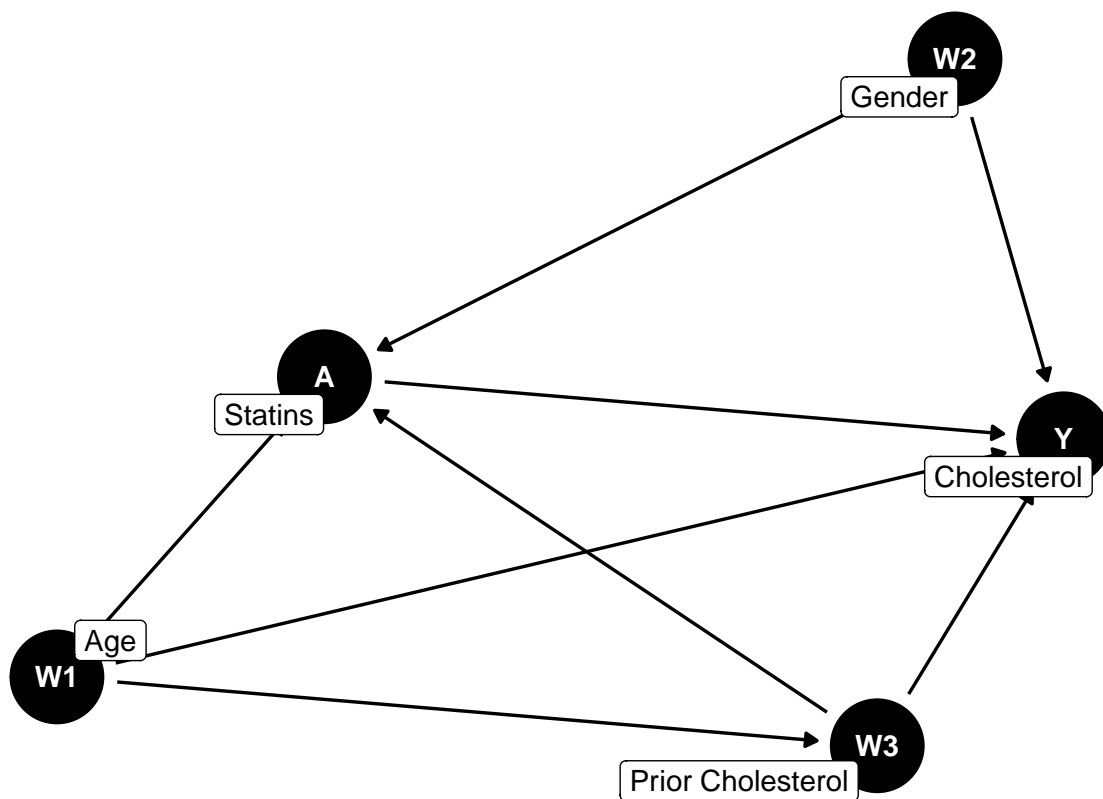 W2
Gender
A
Statins
Y
Cholesterol
Age
W1
W3
Prior Cholesterol